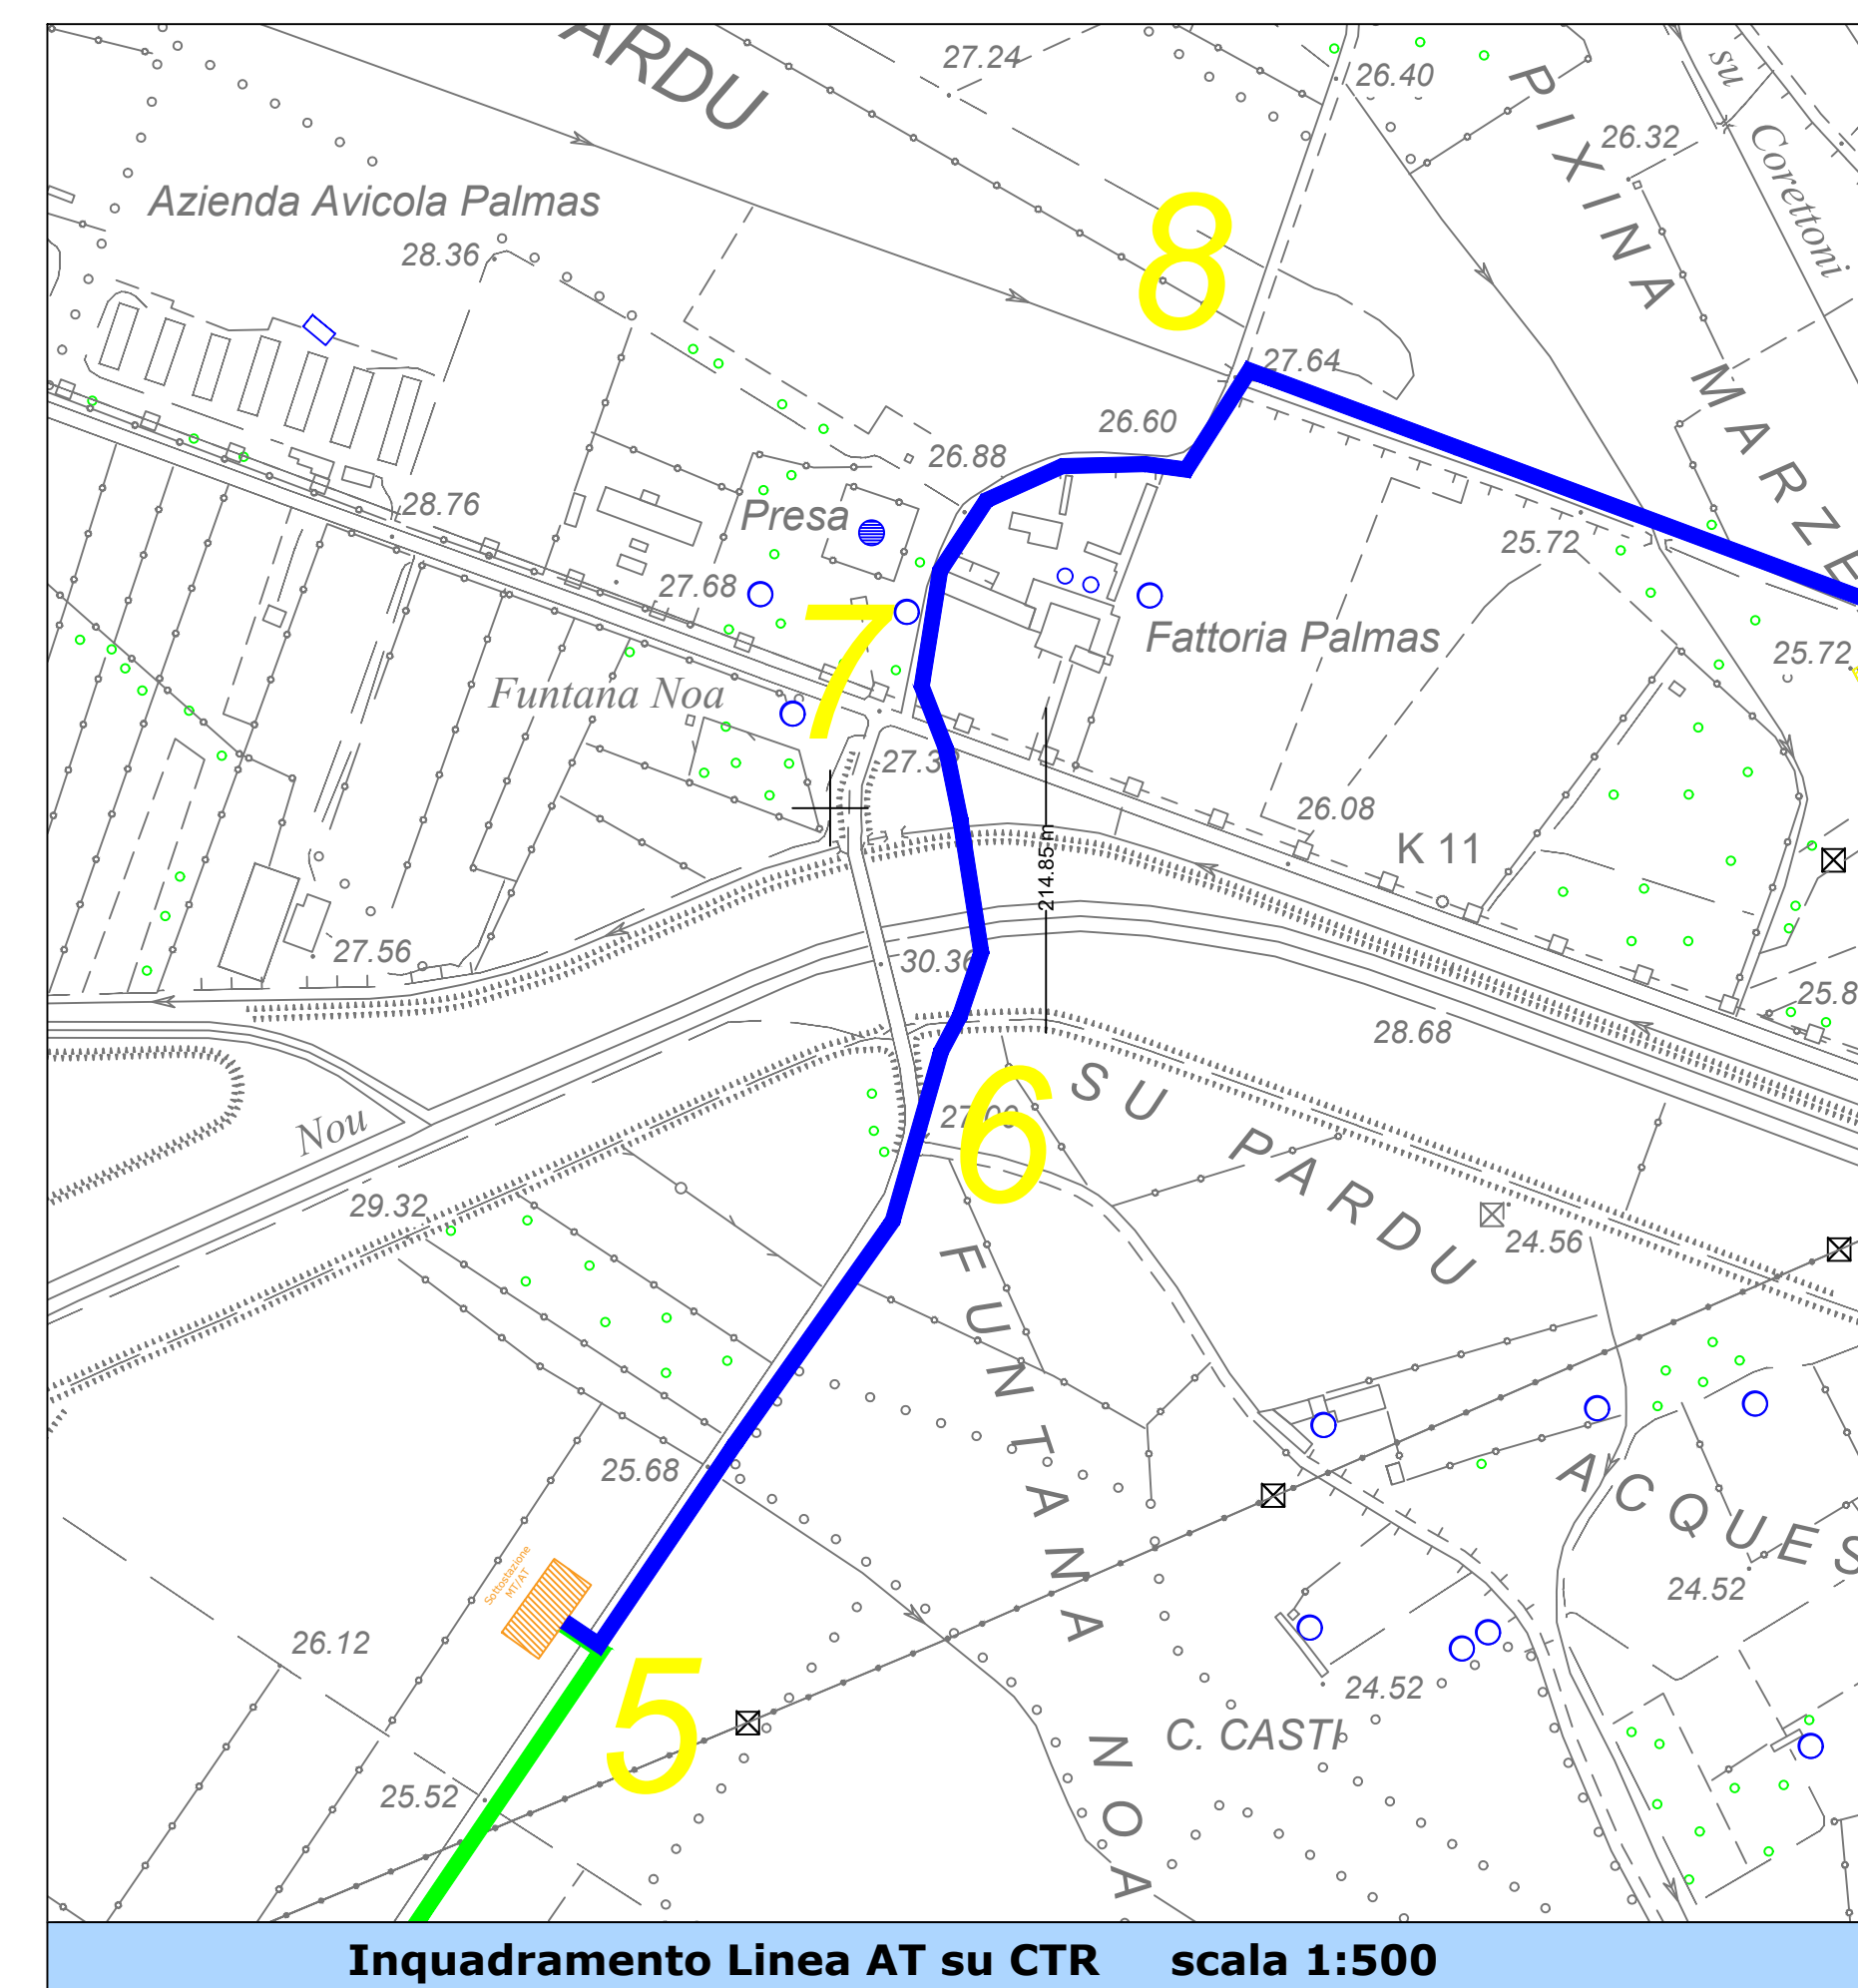 ARDU
27.24
26.40
su
Corettoni
26.32
PIXINA MARZE
Azienda Avicola Palmas
28.36
8
27.64
26.60
26.88
28.76
Presa
25.72
27.68
7
Fattoria Palmas
25.72
Funtana Noa
27.3
26.08
K 11
214.85 m
27.56
30.36
25.8
28.68
Nou
6
SU PARDU
29.32
24.56
FUNTANA NOA
25.68
ACQUES
Sottostazione
MT/AT
24.52
26.12
5
24.52
C. CASTI
25.52
Inquadramento Linea AT su CTR scala 1:500